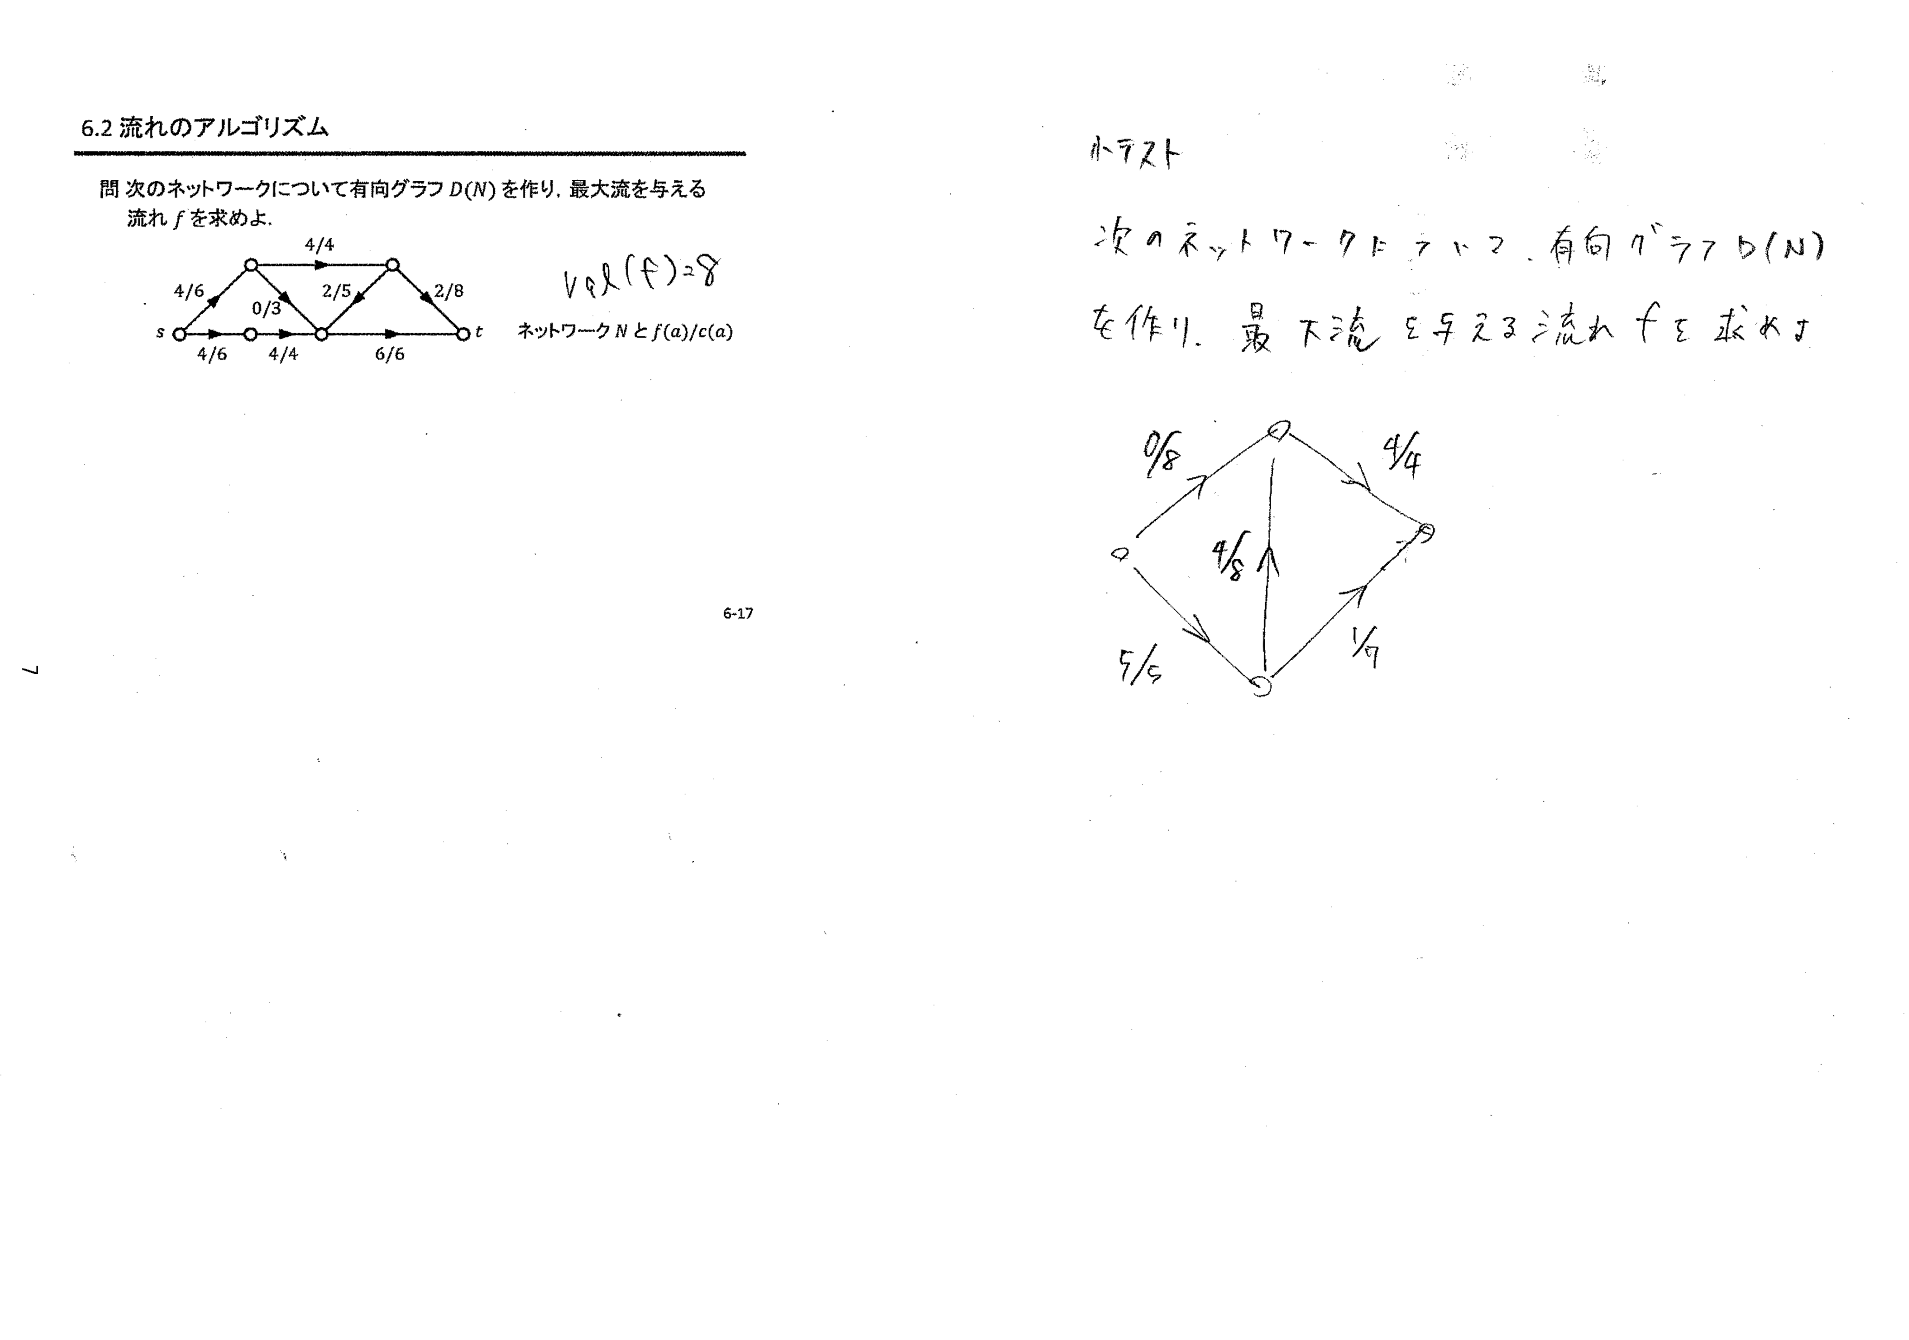 6.2 流れのアルゴリズム
問 次のネットワークについて有向グラフ D(N) を作り, 最大流を与える
流れ f を求めよ.
4/4
val(f)=8
4/6
0/3
2/5
2/8
s
t
ネットワーク N と f(a)/c(a)
4/6
4/4
6/6
6-17
7
小テスト
次のネットワークについて、有向グラフ D(N)
を作り、最大流を与える流れ f を求めよ
0/8
4/4
4/8
5/5
1/7